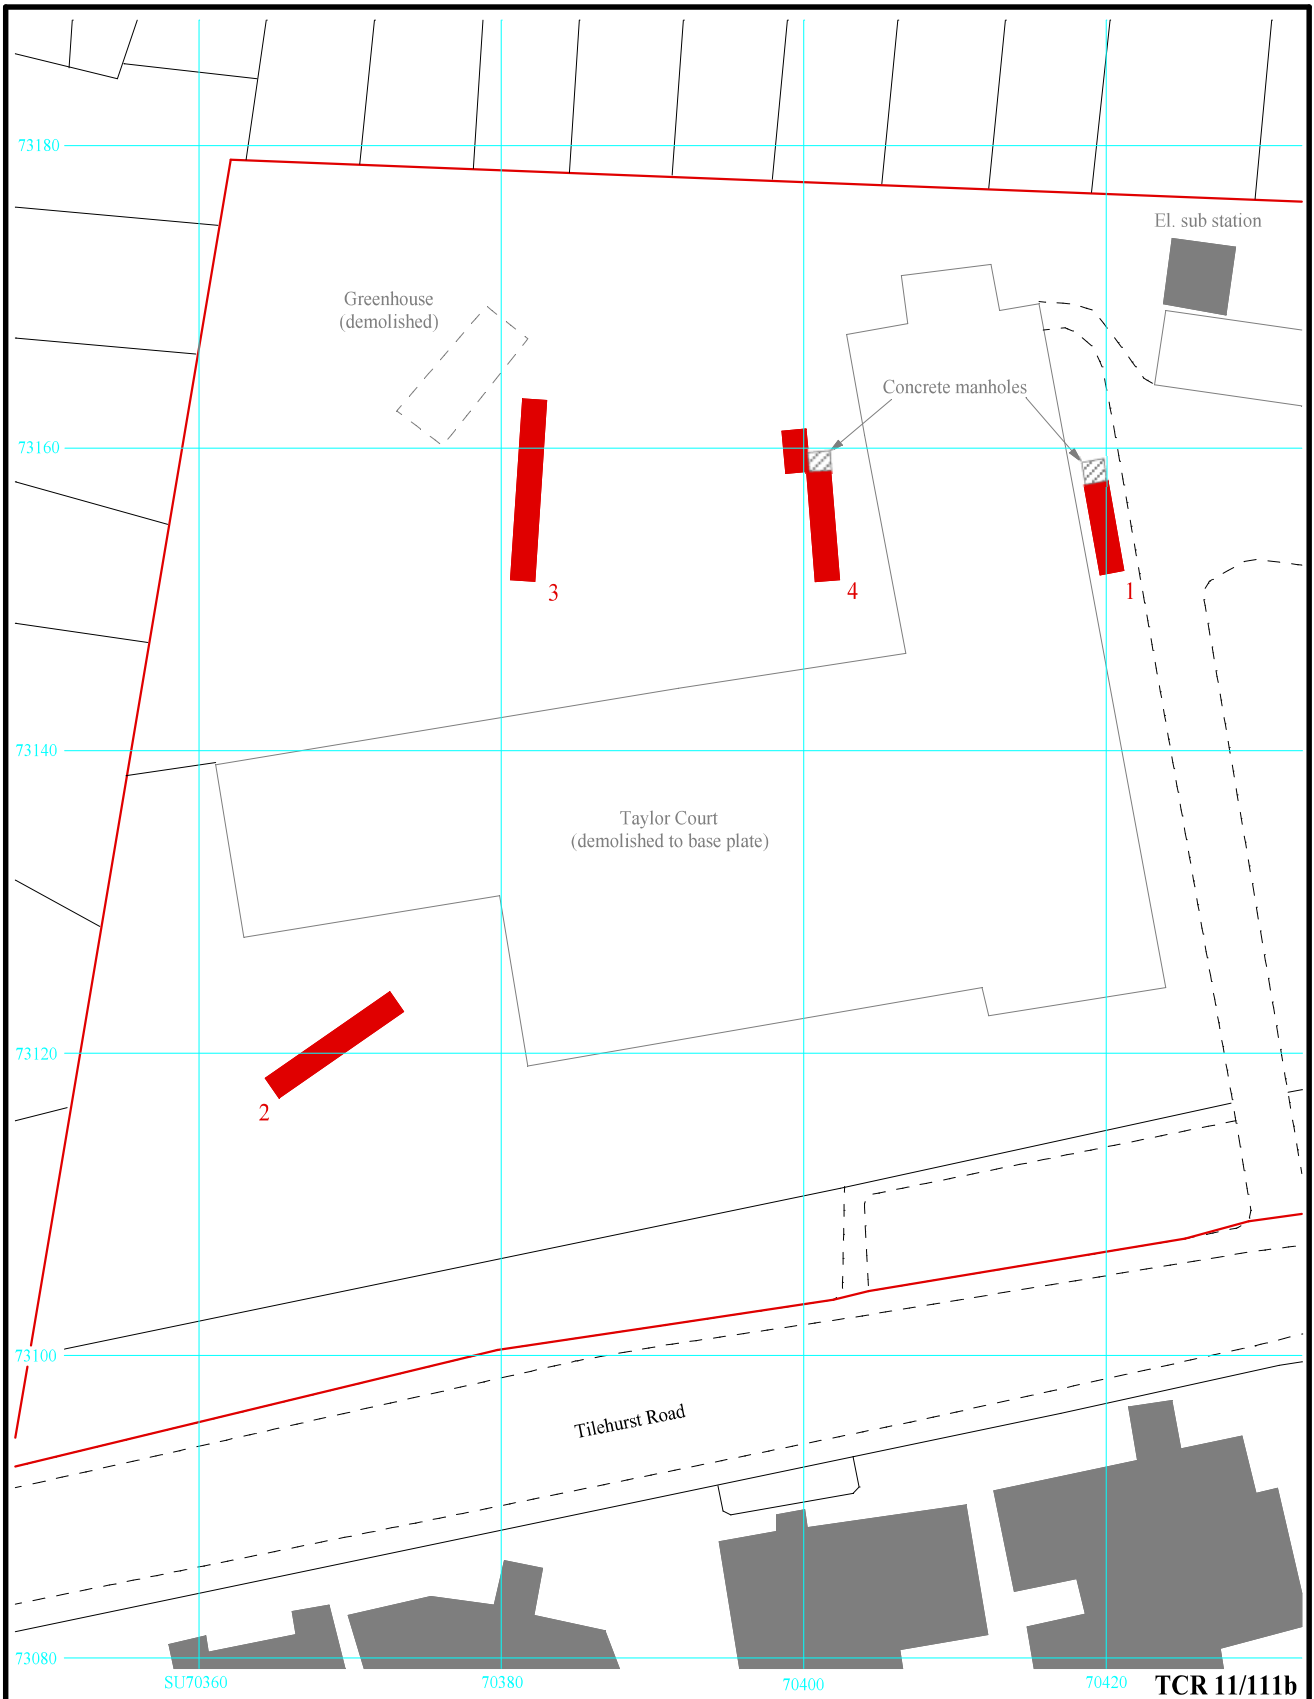 73180
El. sub station
Greenhouse
(demolished)
Concrete manholes
73160
3
4
1
73140
Taylor Court
(demolished to base plate)
73120
2
73100
Tilehurst Road
73080
SU70360
70380
70400
70420
TCR 11/111b